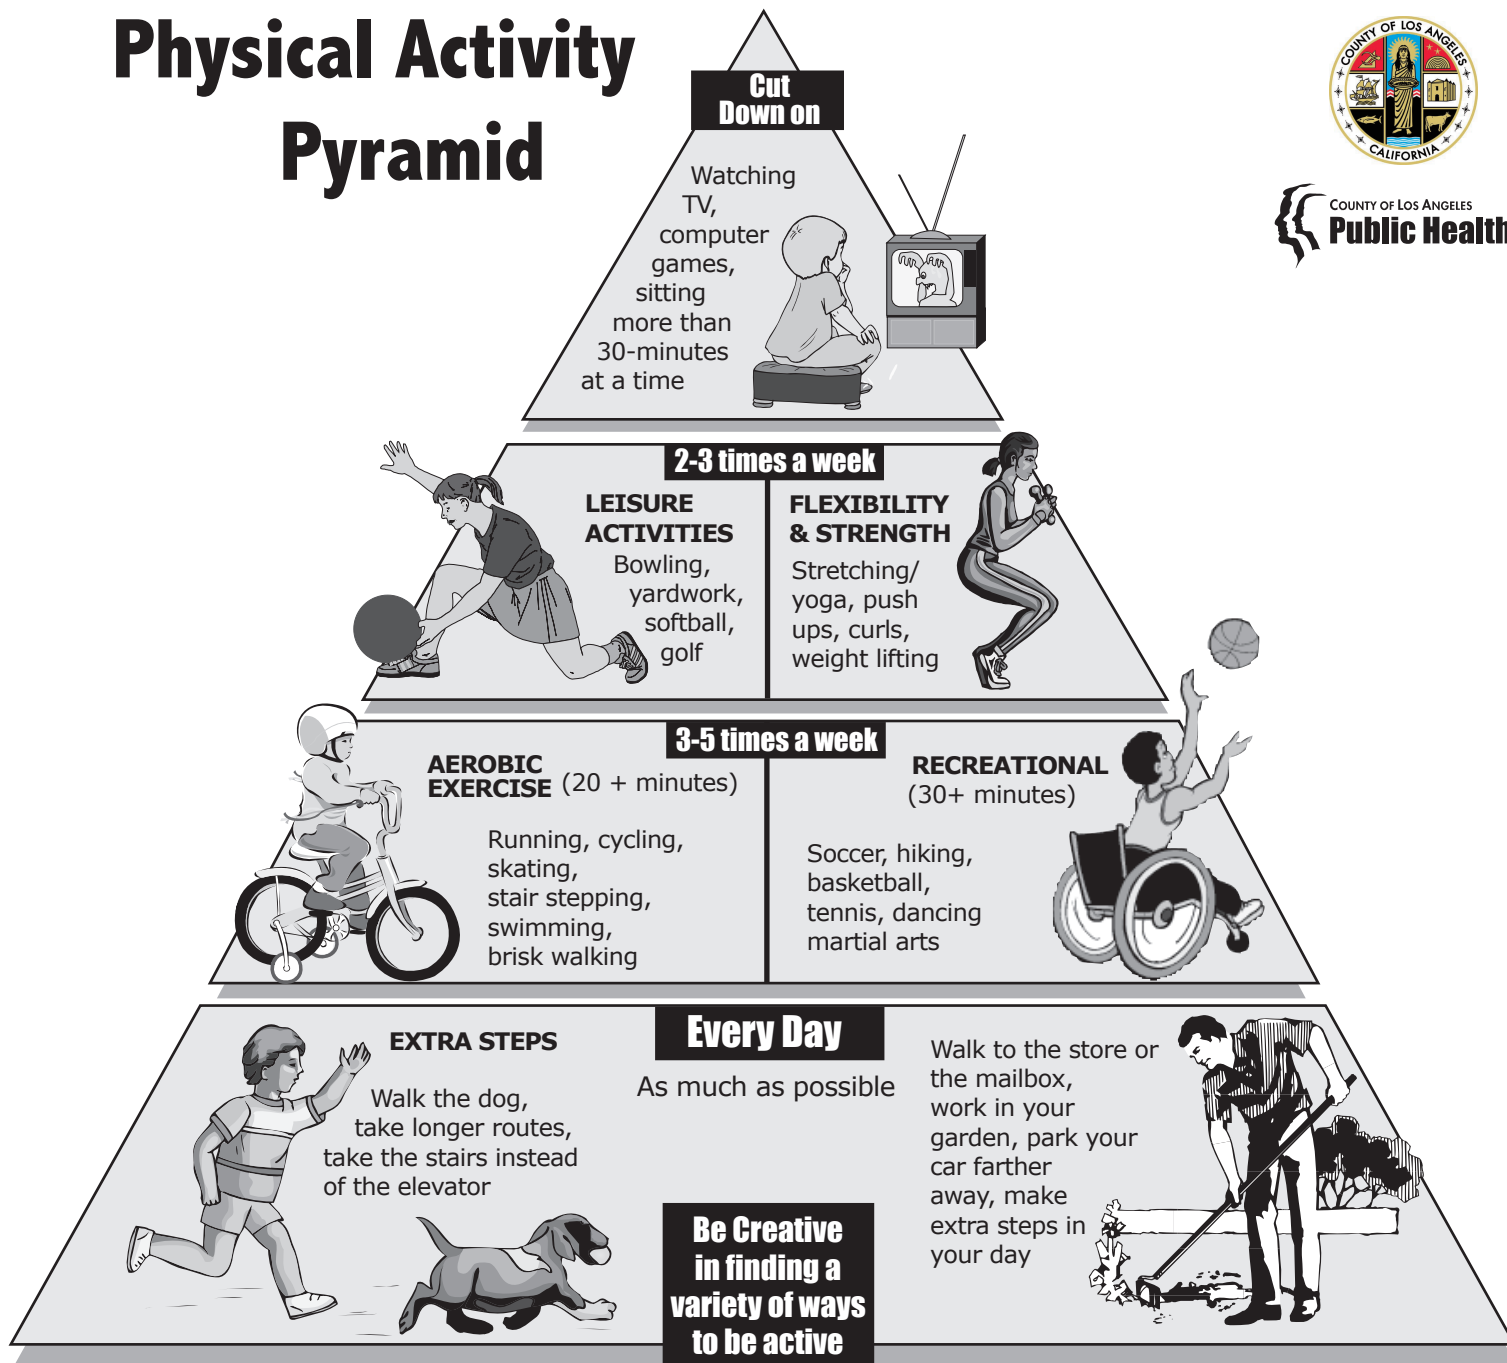 Physical Activity
Pyramid
COUNTY OF LOS ANGELES
CALIFORNIA
COUNTY OF LOS ANGELES
Public Health
Cut
Down on
Watching
TV,
computer
games,
sitting
more than
30-minutes
at a time
2-3 times a week
LEISURE
ACTIVITIES
Bowling,
yardwork,
softball,
golf
FLEXIBILITY
& STRENGTH
Stretching/
yoga, push
ups, curls,
weight lifting
3-5 times a week
AEROBIC
EXERCISE (20 + minutes)
Running, cycling,
skating,
stair stepping,
swimming,
brisk walking
RECREATIONAL
(30+ minutes)
Soccer, hiking,
basketball,
tennis, dancing
martial arts
Every Day
As much as possible
EXTRA STEPS
Walk the dog,
take longer routes,
take the stairs instead
of the elevator
Walk to the store or
the mailbox,
work in your
garden, park your
car farther
away, make
extra steps in
your day
Be Creative
in finding a
variety of ways
to be active